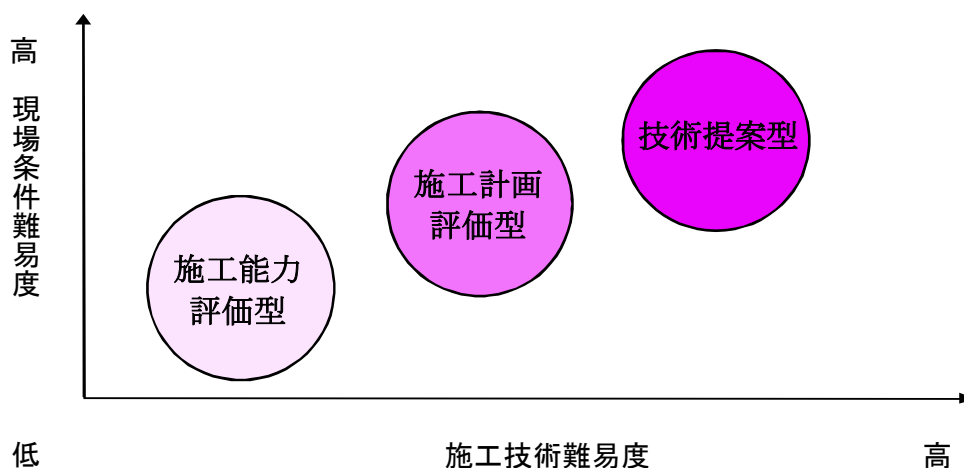 高
現場条件難易度
技術提案型
施工計画
評価型
施工能力
評価型
低
施工技術難易度
高